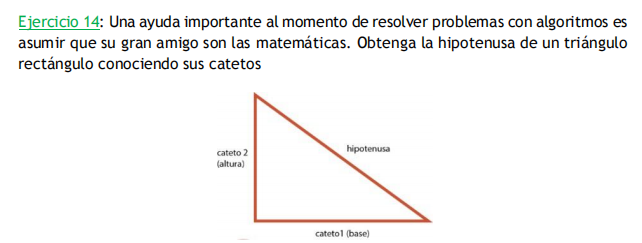 Ejercicio 14: Una ayuda importante al momento de resolver problemas con algoritmos es
asumir que su gran amigo son las matemáticas. Obtenga la hipotenusa de un triángulo
rectángulo conociendo sus catetos
cateto 2
(altura)
hipotenusa
cateto1 (base)